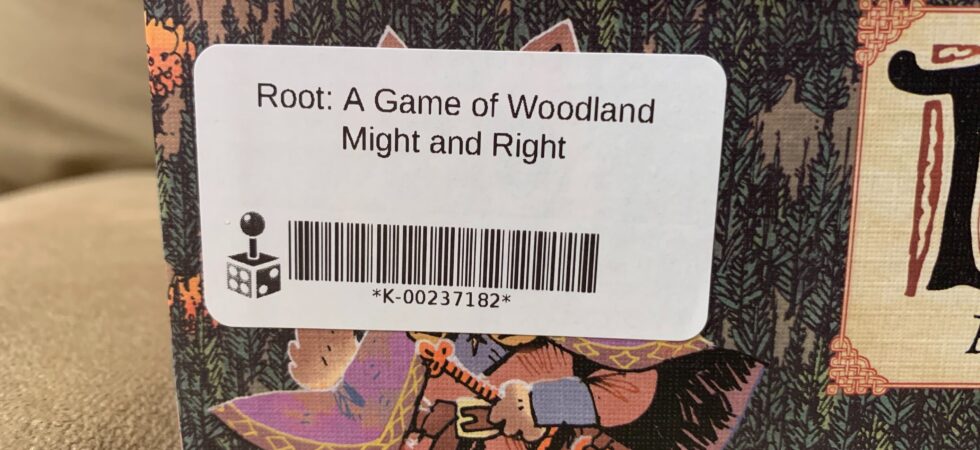 Root: A Game of Woodland
Might and Right
*K-00237182*